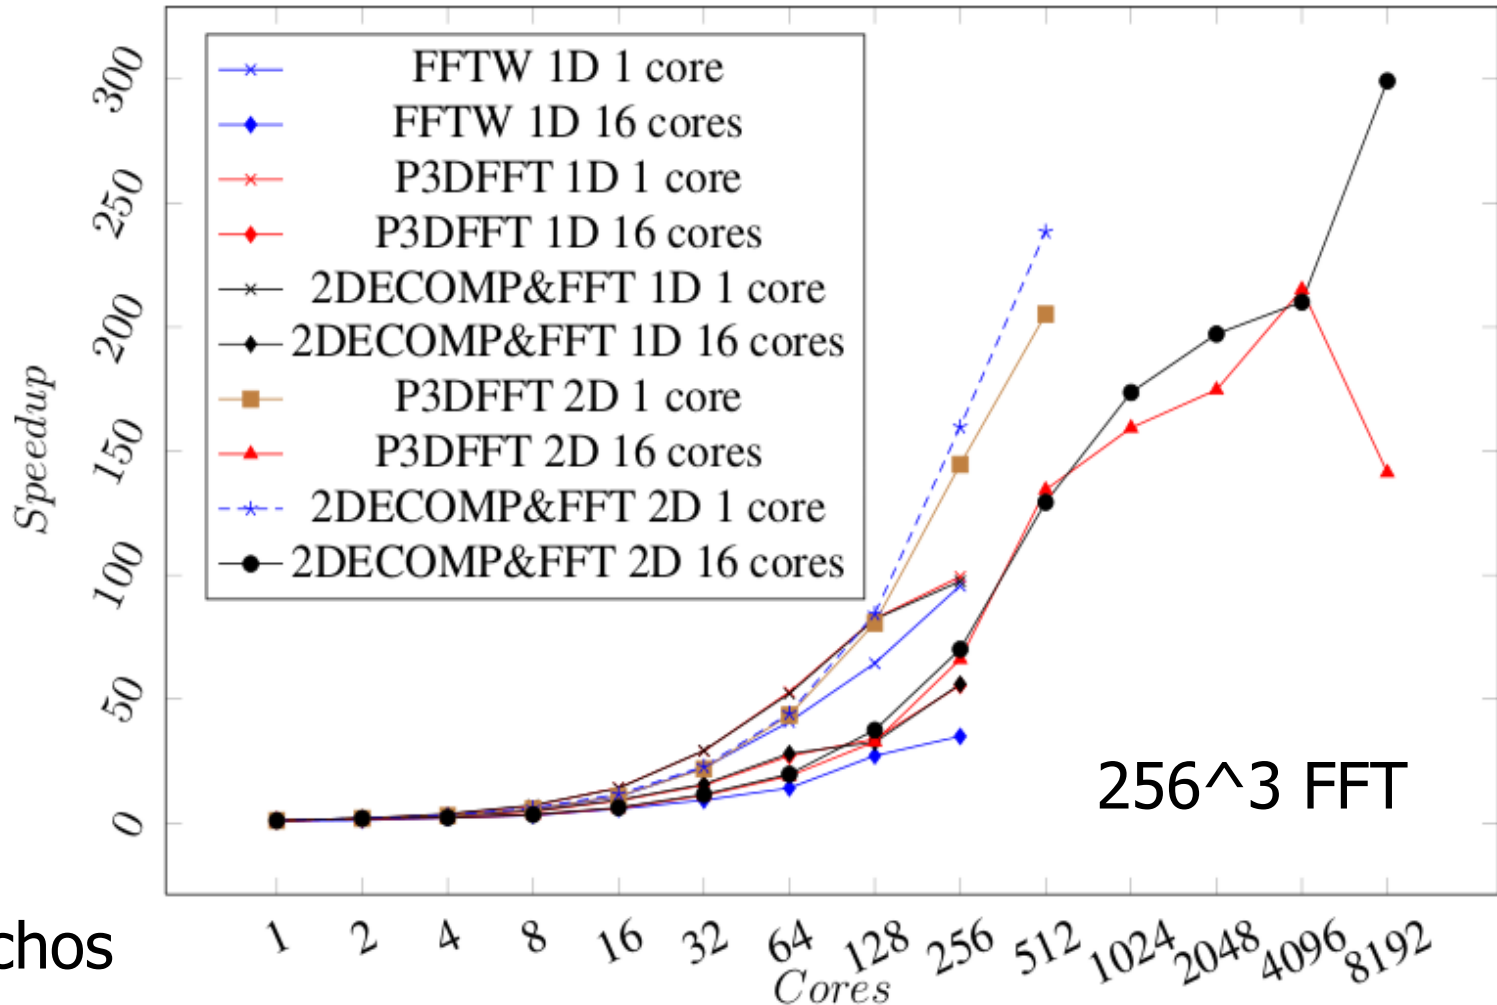 300
250
200
150
100
50
0
Speedup
FFTW 1D 1 core
FFTW 1D 16 cores
P3DFFT 1D 1 core
P3DFFT 1D 16 cores
2DECOMP&FFT 1D 1 core
2DECOMP&FFT 1D 16 cores
P3DFFT 2D 1 core
P3DFFT 2D 16 cores
2DECOMP&FFT 2D 1 core
2DECOMP&FFT 2D 16 cores
256^3 FFT
chos
1 2 4 8 16 32 64 128 256 512 1024 2048 4096 8192
Cores